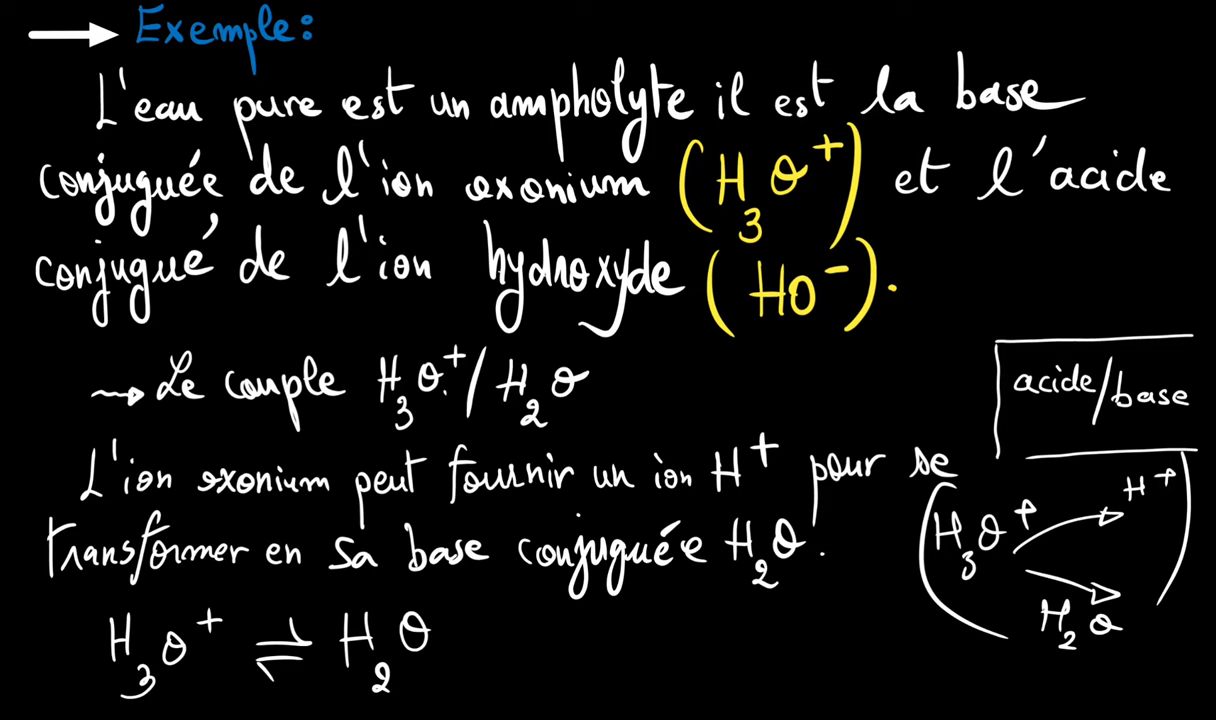 Exemple:
L'eau pure est un ampholyte il est la base
conjuguée de l'ion oxonium (H₃O⁺) et l'acide
conjugué de l'ion hydroxyde (HO⁻).
Le couple H₃O⁺/H₂O
acide/base
L'ion oxonium peut fournir un ion H⁺ pour se
transformer en sa base conjuguée H₂O.
H₃O⁺ → H⁺
→ H₂O
H₃O⁺ ⇌ H₂O